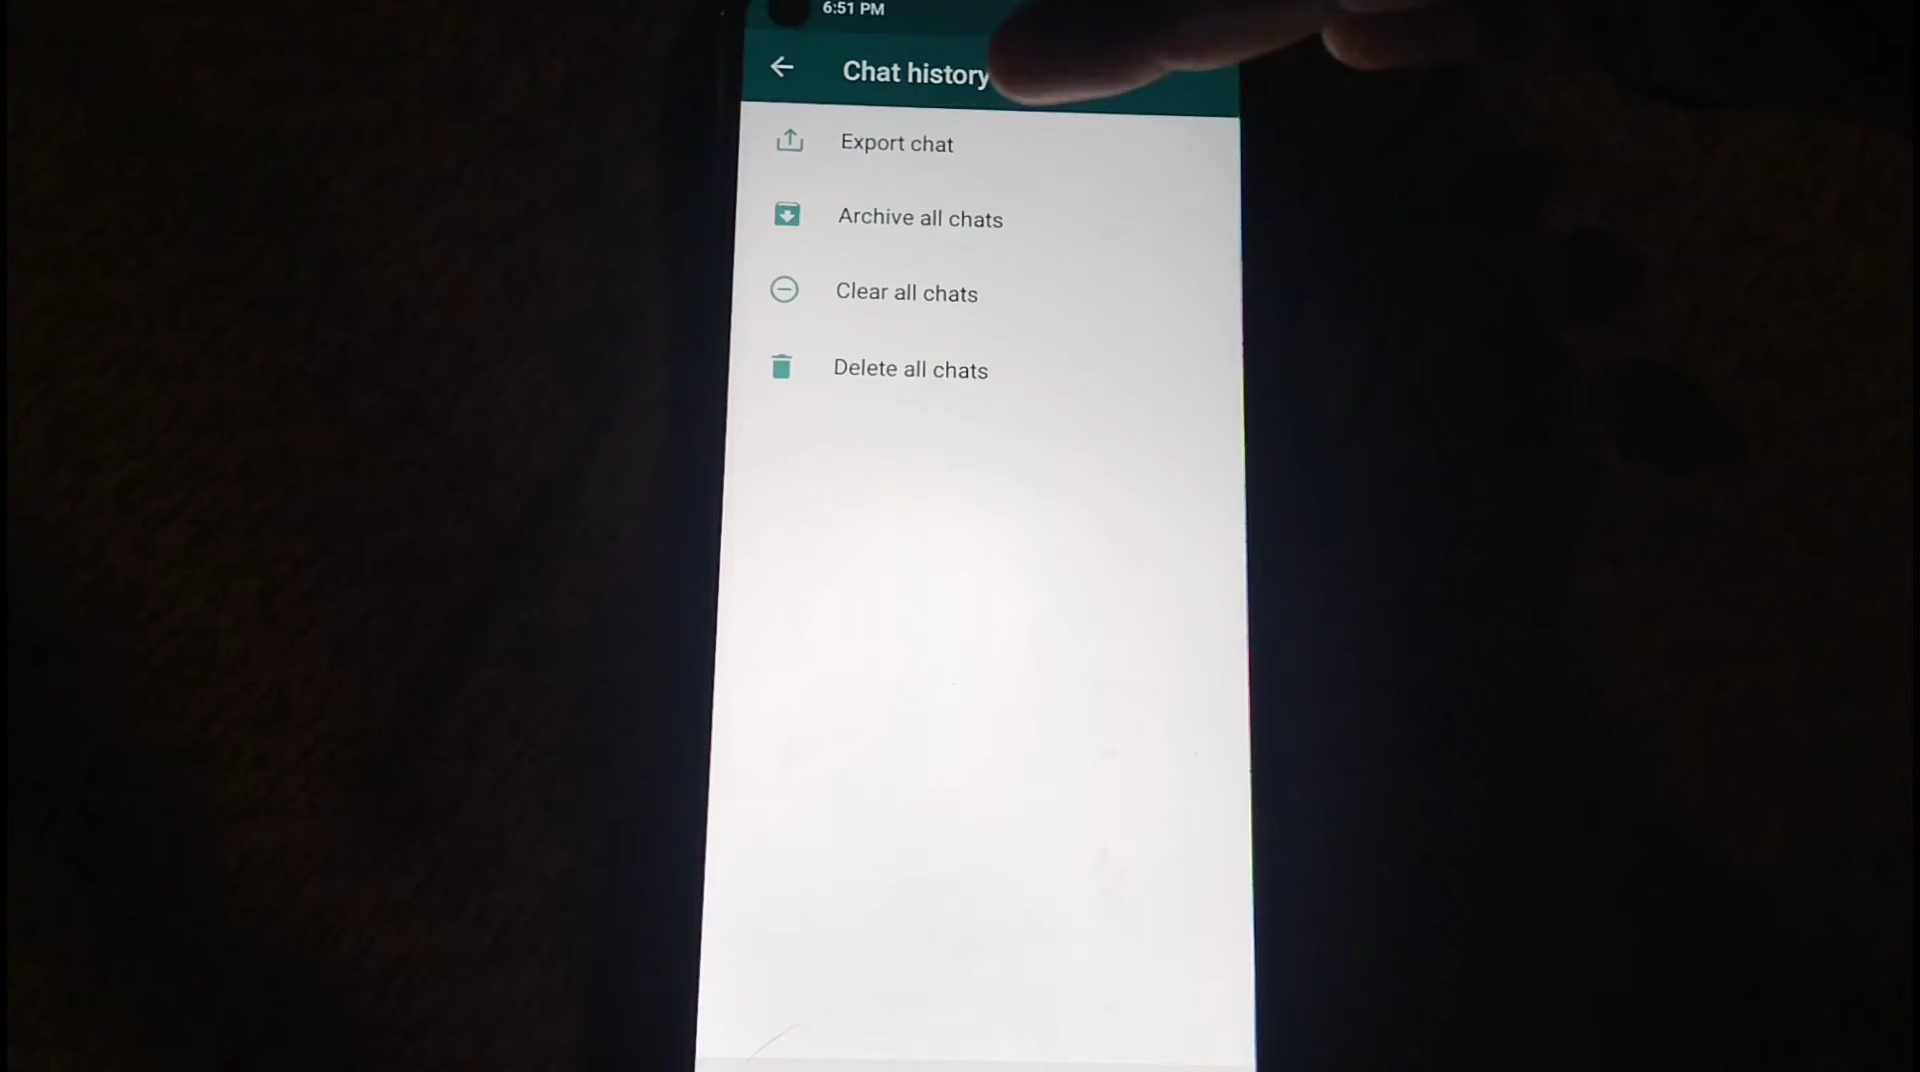 6:51 PM
Chat history
Export chat
Archive all chats
Clear all chats
Delete all chats